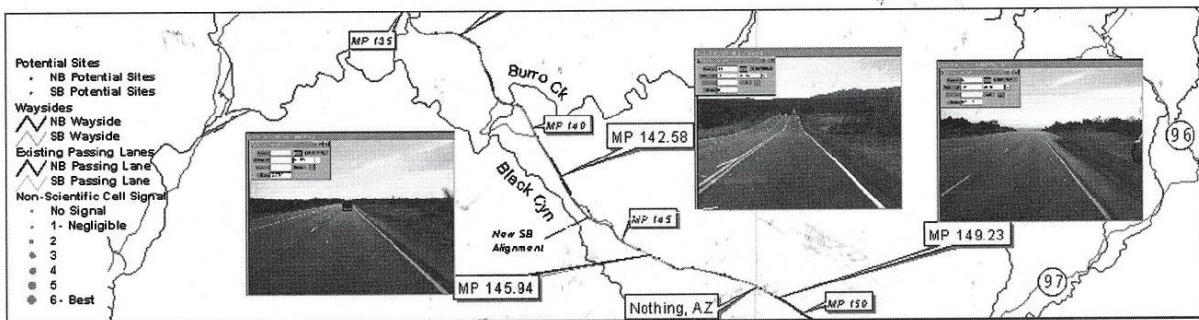 Potential Sites
NB Potential Sites
SB Potential Sites
Waysides
NB Wayside
SB Wayside
Existing Passing Lanes
NB Passing Lane
SB Passing Lane
Non-Scientific Cell Signal
No Signal
1- Negligible
2
3
4
5
6- Best
MP 135
Burro Ck
MP 140
MP 142.58
Black Cyn
New SB
Alignment
MP 145
MP 145.94
MP 149.23
Nothing, AZ
MP 150
96
97